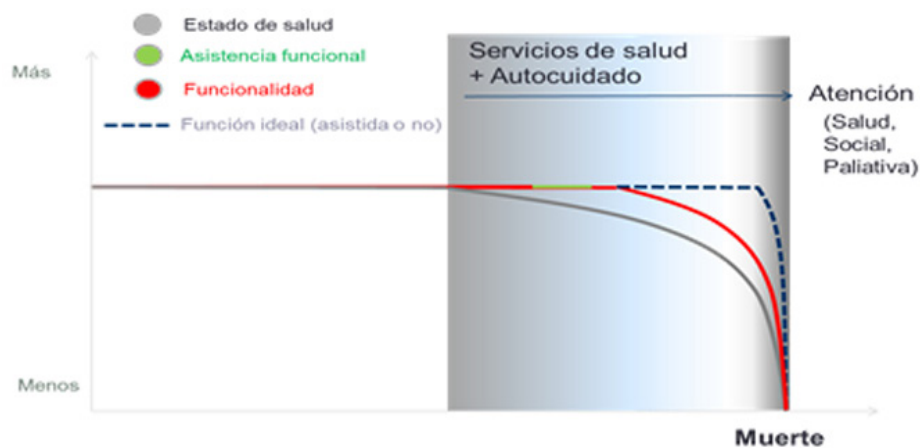 Estado de salud
Asistencia funcional
Funcionalidad
Función ideal (asistida o no)
Servicios de salud
+ Autocuidado
Atención
(Salud,
Social,
Paliativa)
Más
Menos
Muerte